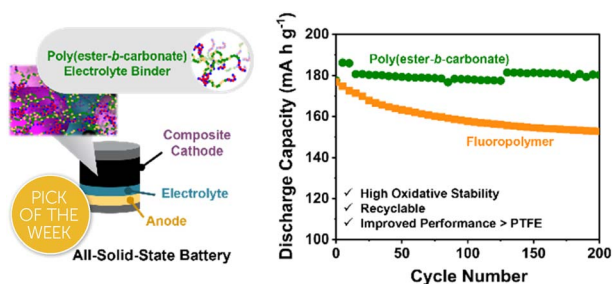 Poly(ester-b-carbonate)
Electrolyte Binder
Composite
Cathode
Electrolyte
Anode
PICK
OF THE
WEEK
All-Solid-State Battery
Discharge Capacity (mA h g⁻¹)
200
180
160
140
120
100
Poly(ester-b-carbonate)
Fluoropolymer
✓ High Oxidative Stability
✓ Recyclable
✓ Improved Performance > PTFE
0 50 100 150 200
Cycle Number